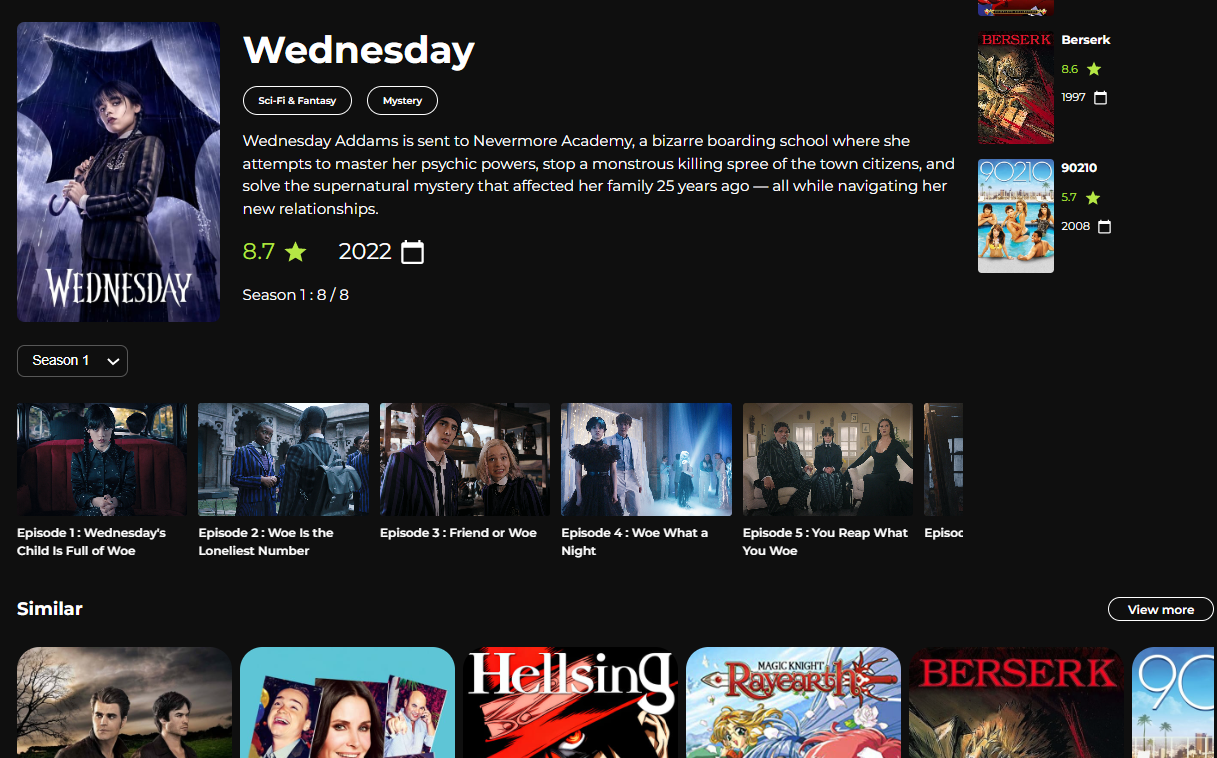 WEDNESDAY
Wednesday
Sci-Fi & Fantasy
Mystery
Wednesday Addams is sent to Nevermore Academy, a bizarre boarding school where she
attempts to master her psychic powers, stop a monstrous killing spree of the town citizens, and
solve the supernatural mystery that affected her family 25 years ago — all while navigating her
new relationships.
8.7
2022
Season 1 : 8 / 8
BERSERK
Berserk
8.6
1997
90210
90210
5.7
2008
Season 1
Episode 1 : Wednesday's
Child Is Full of Woe
Episode 2 : Woe Is the
Loneliest Number
Episode 3 : Friend or Woe
Episode 4 : Woe What a
Night
Episode 5 : You Reap What
You Woe
Episod
Similar
View more
Hellsing
MAGIC KNIGHT
Rayearth
BERSERK
90